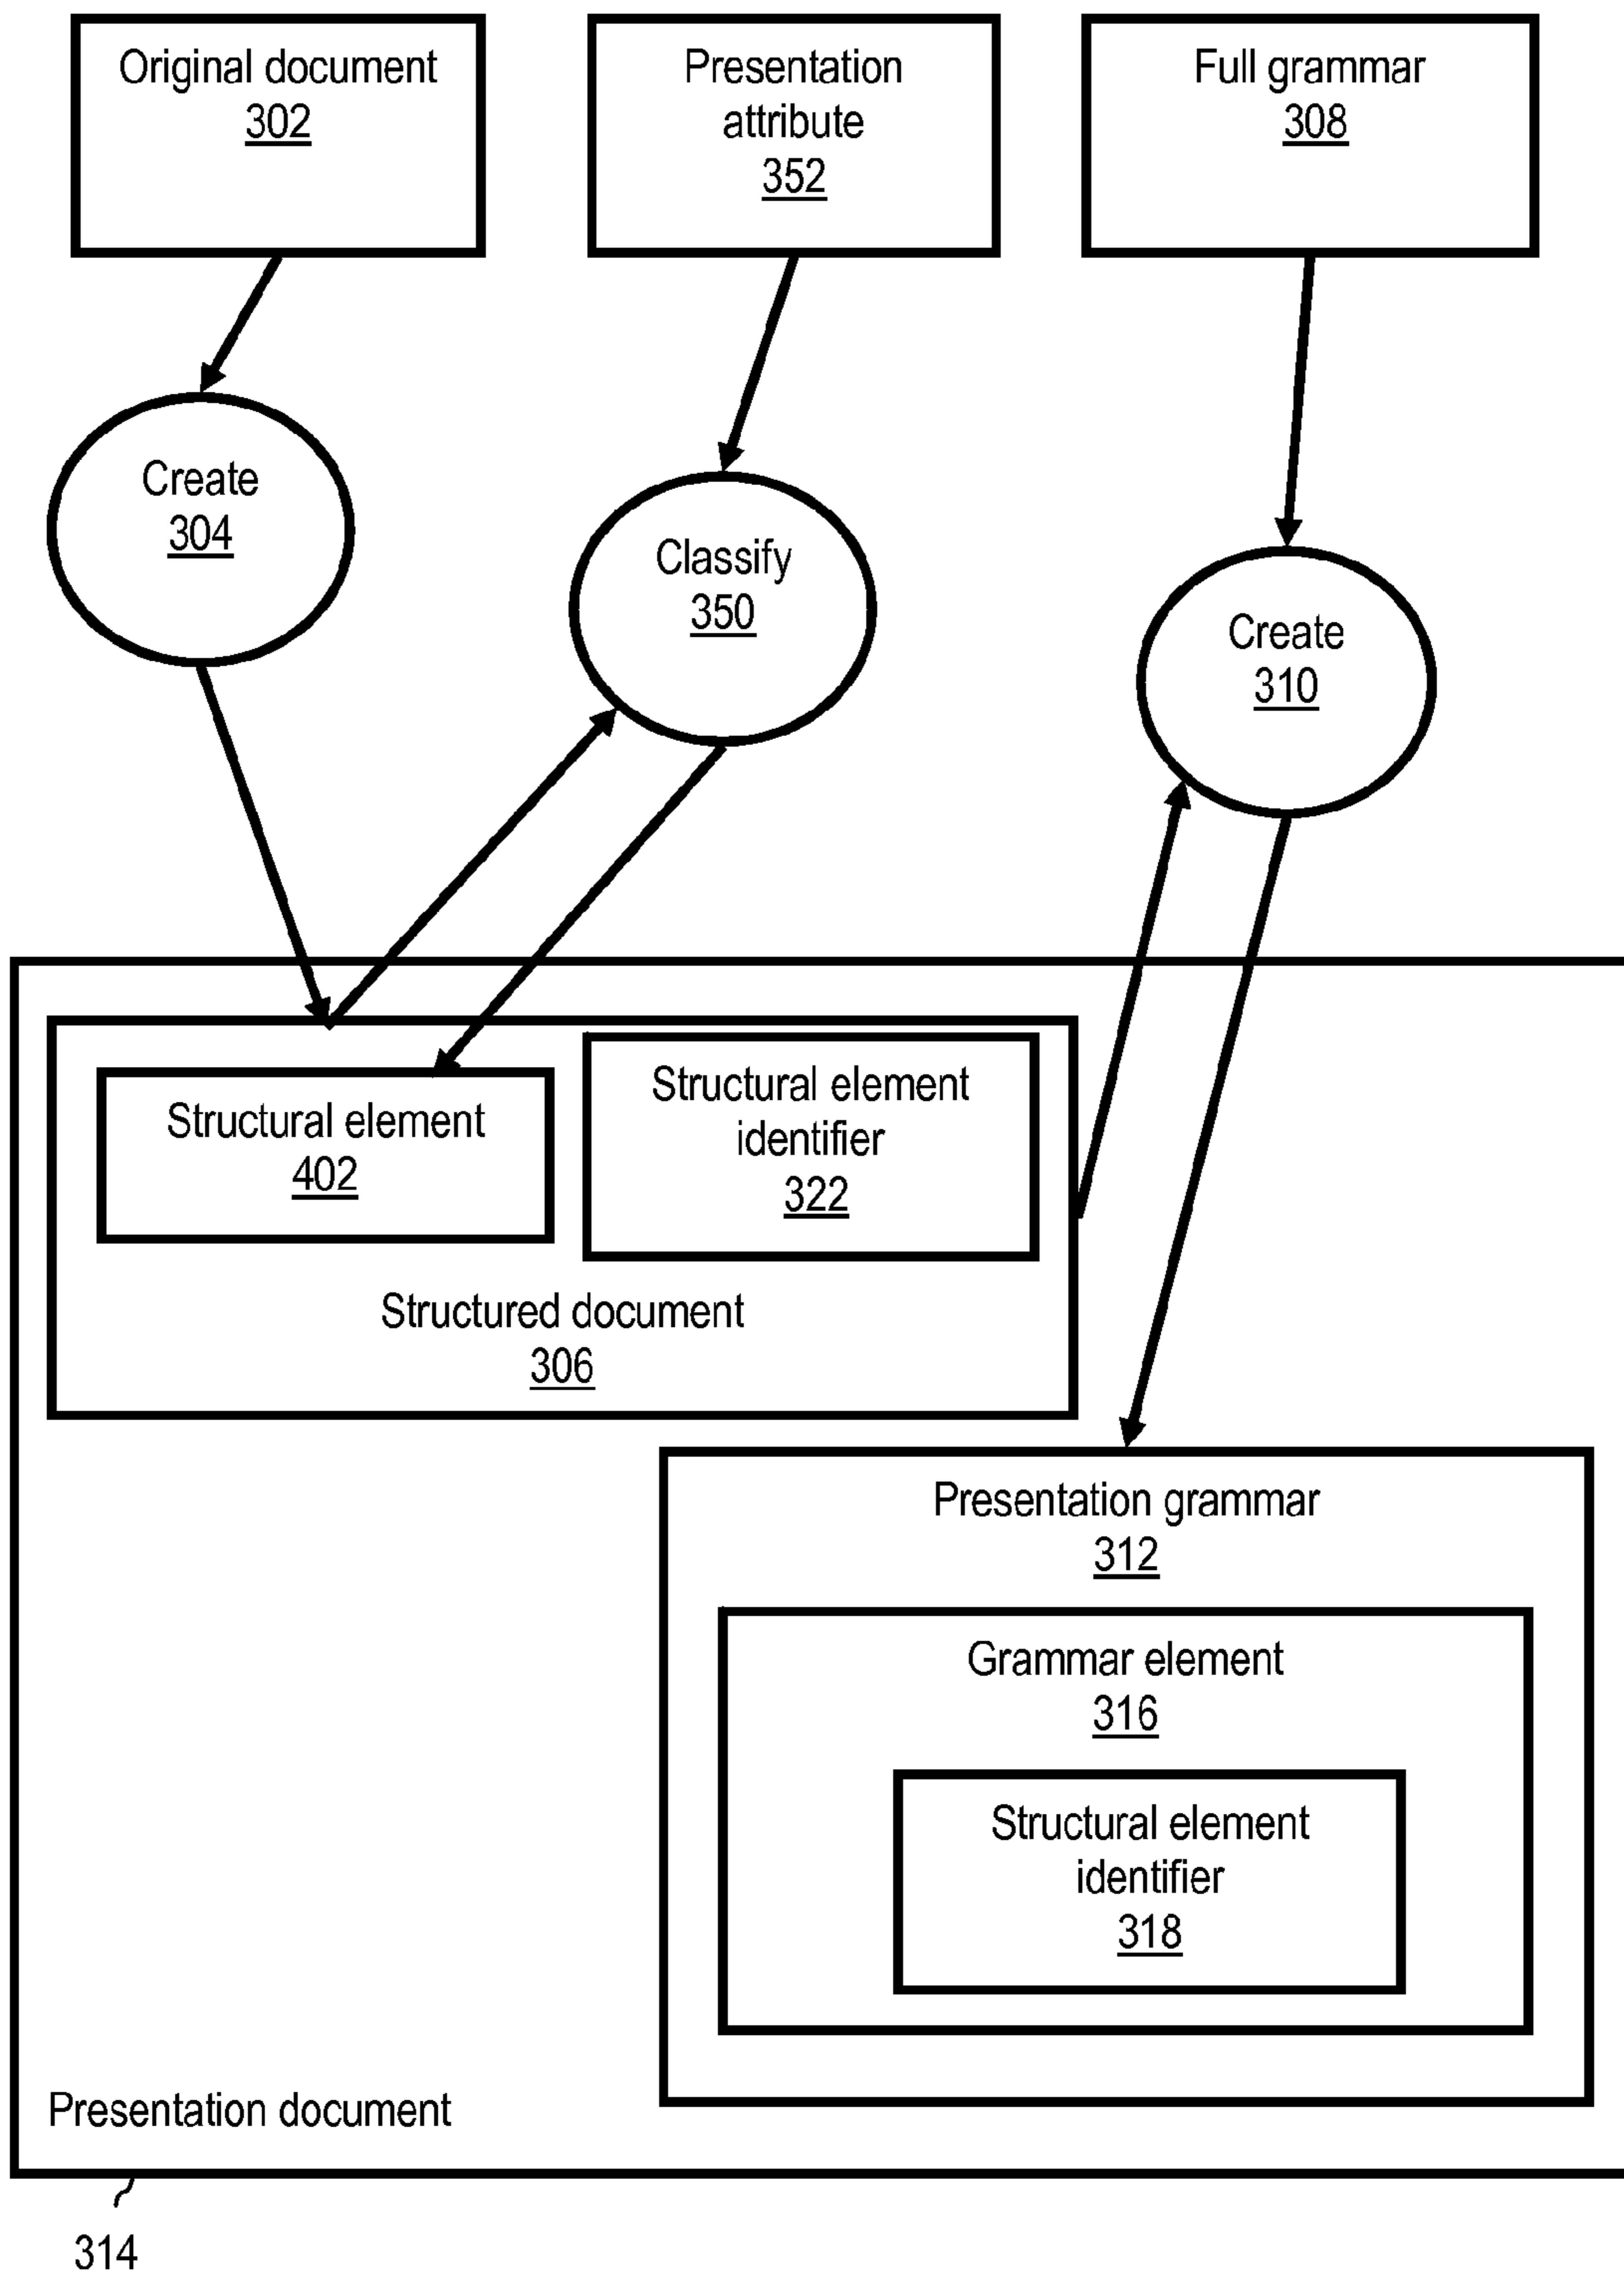 Original document
302
Presentation
attribute
352
Full grammar
308
Create
304
Classify
350
Create
310
Structural element
402
Structural element
identifier
322
Structured document
306
Presentation grammar
312
Grammar element
316
Structural element
identifier
318
Presentation document
314